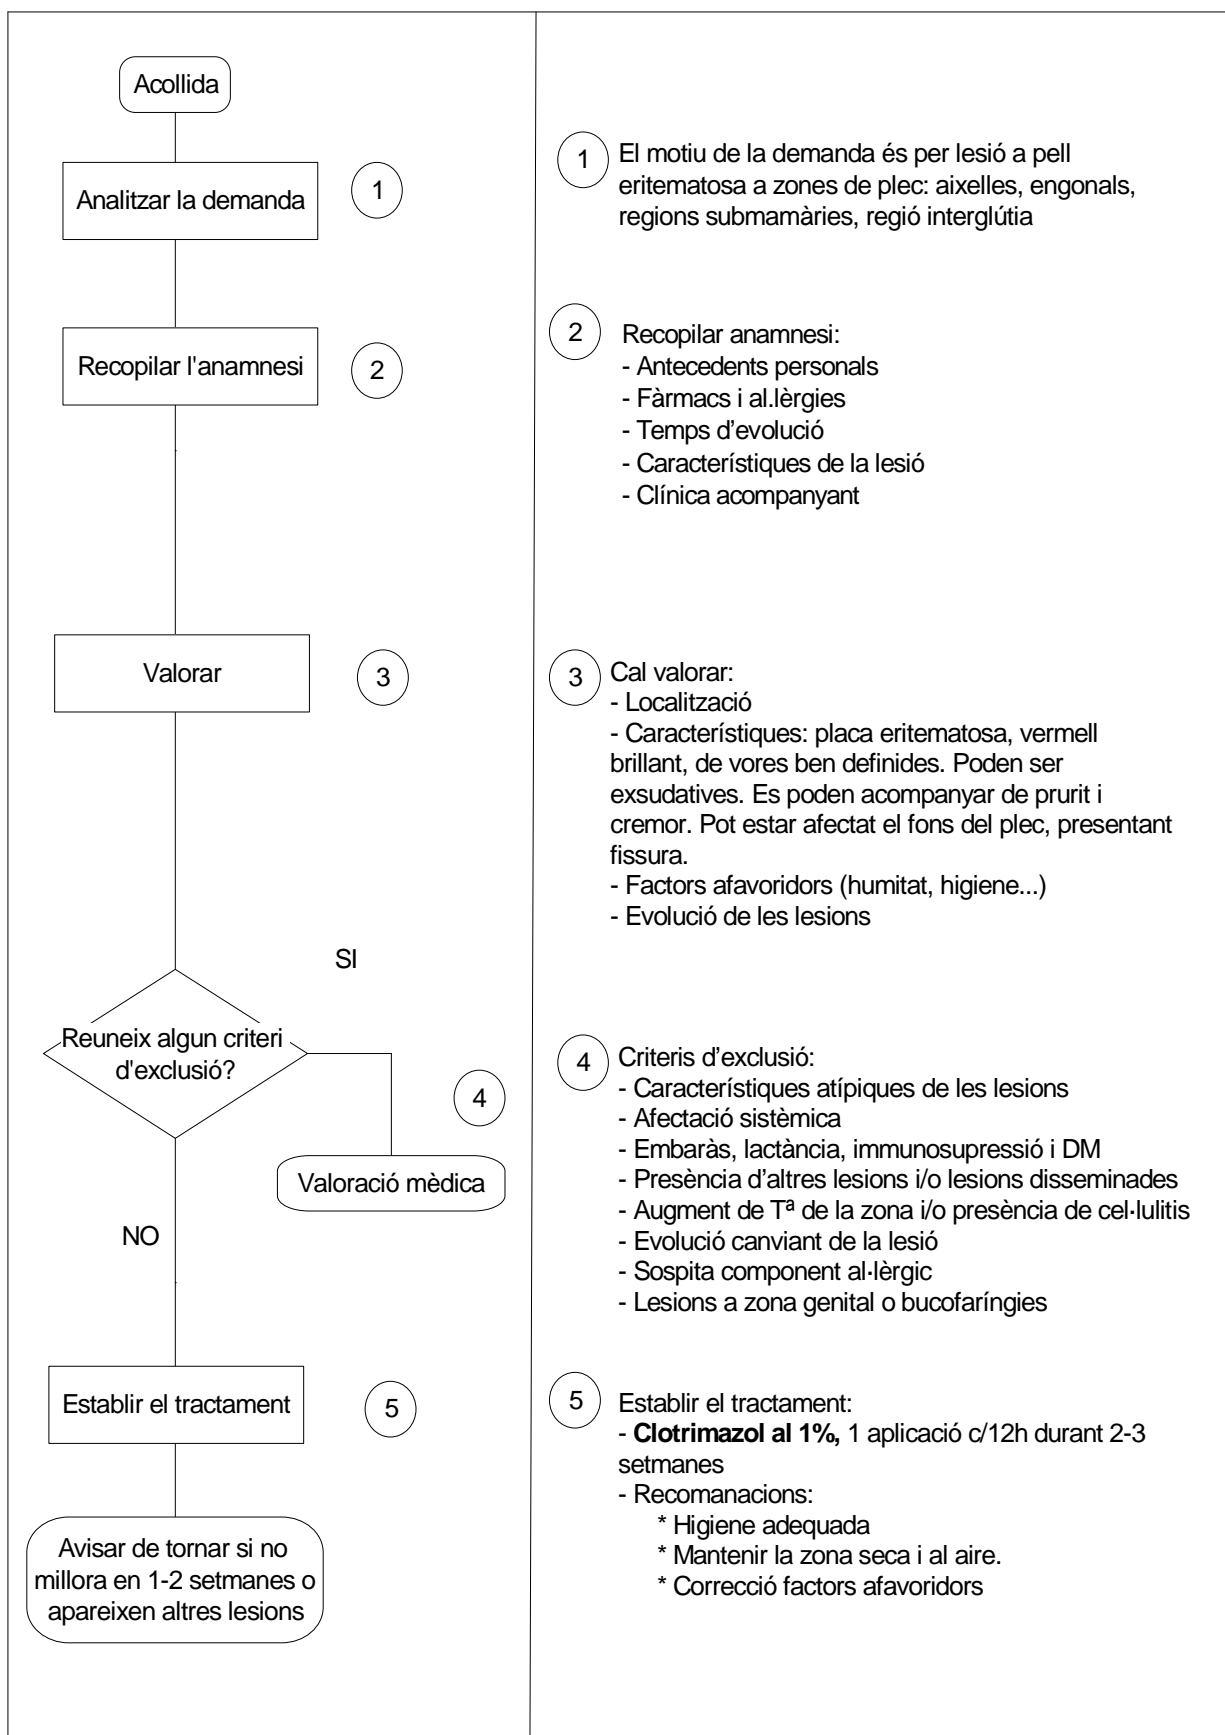 Acollida
Analitzar la demanda
1
Recopilar l'anamnesi
2
Valorar
3
SI
Reuneix algun criteri
d'exclusió?
4
Valoració mèdica
NO
Establir el tractament
5
Avisar de tornar si no
millora en 1-2 setmanes o
apareixen altres lesions
1
El motiu de la demanda és per lesió a pell
eritematosa a zones de plec: aixelles, engonals,
regions submamàries, regió interglútia
2
Recopilar anamnesi:
- Antecedents personals
- Fàrmacs i al.lèrgies
- Temps d’evolució
- Característiques de la lesió
- Clínica acompanyant
3
Cal valorar:
- Localització
- Característiques: placa eritematosa, vermell
brillant, de vores ben definides. Poden ser
exsudatives. Es poden acompanyar de prurit i
cremor. Pot estar afectat el fons del plec, presentant
fissura.
- Factors afavoridors (humitat, higiene...)
- Evolució de les lesions
4
Criteris d’exclusió:
- Característiques atípiques de les lesions
- Afectació sistèmica
- Embaràs, lactància, immunosupressió i DM
- Presència d’altres lesions i/o lesions disseminades
- Augment de Tª de la zona i/o presència de cel·lulitis
- Evolució canviant de la lesió
- Sospita component al·lèrgic
- Lesions a zona genital o bucofaríngies
5
Establir el tractament:
- Clotrimazol al 1%, 1 aplicació c/12h durant 2-3
setmanes
- Recomanacions:
* Higiene adequada
* Mantenir la zona seca i al aire.
* Correcció factors afavoridors